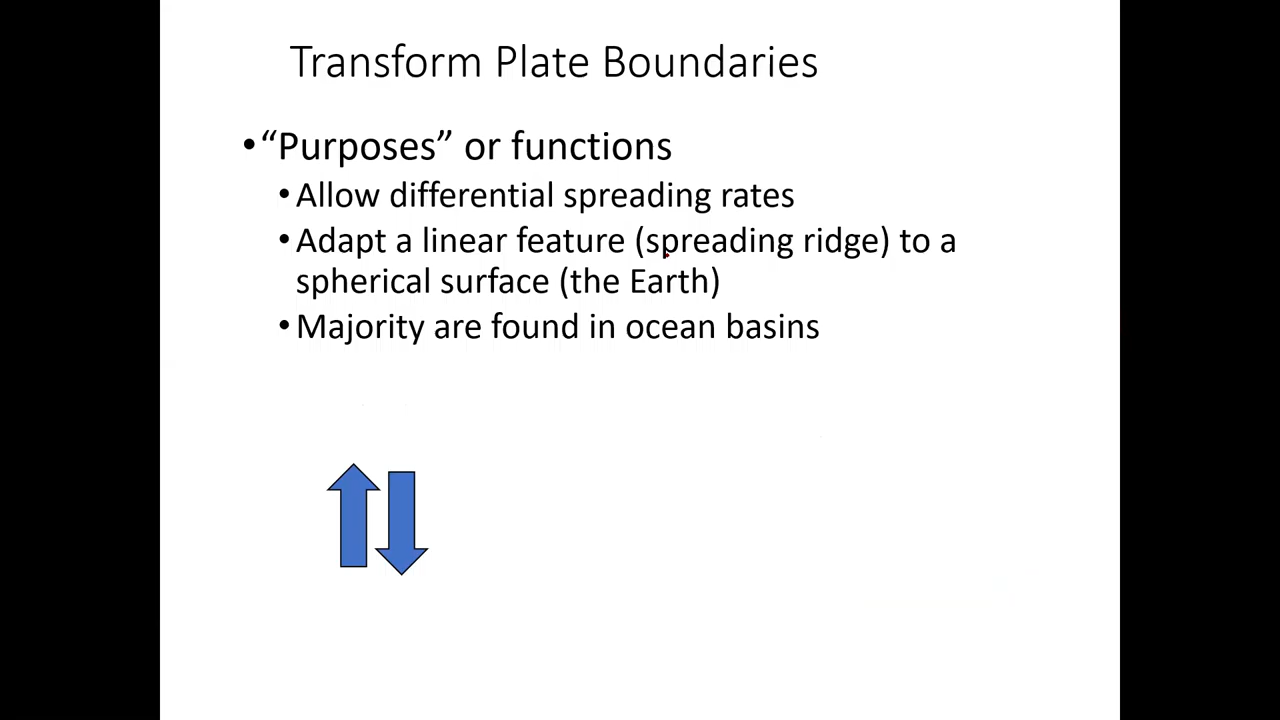 Transform Plate Boundaries
•“Purposes” or functions
•Allow differential spreading rates
•Adapt a linear feature (spreading ridge) to a
spherical surface (the Earth)
•Majority are found in ocean basins